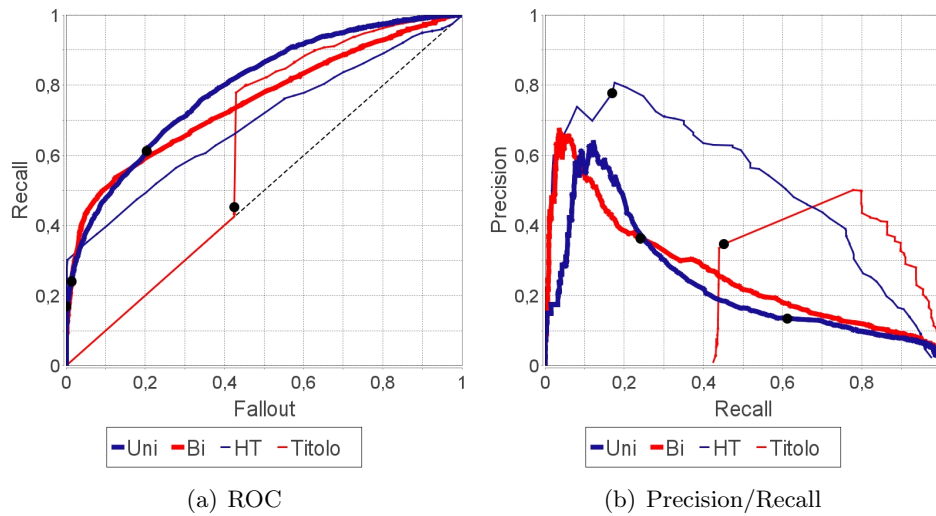 Recall
1
0,8
0,6
0,4
0,2
0
0
0,2
0,4
0,6
0,8
1
Fallout
Uni Bi HT Titolo
(a) ROC
Precision
1
0,8
0,6
0,4
0,2
0
0
0,2
0,4
0,6
0,8
Recall
Uni Bi HT Titolo
(b) Precision/Recall